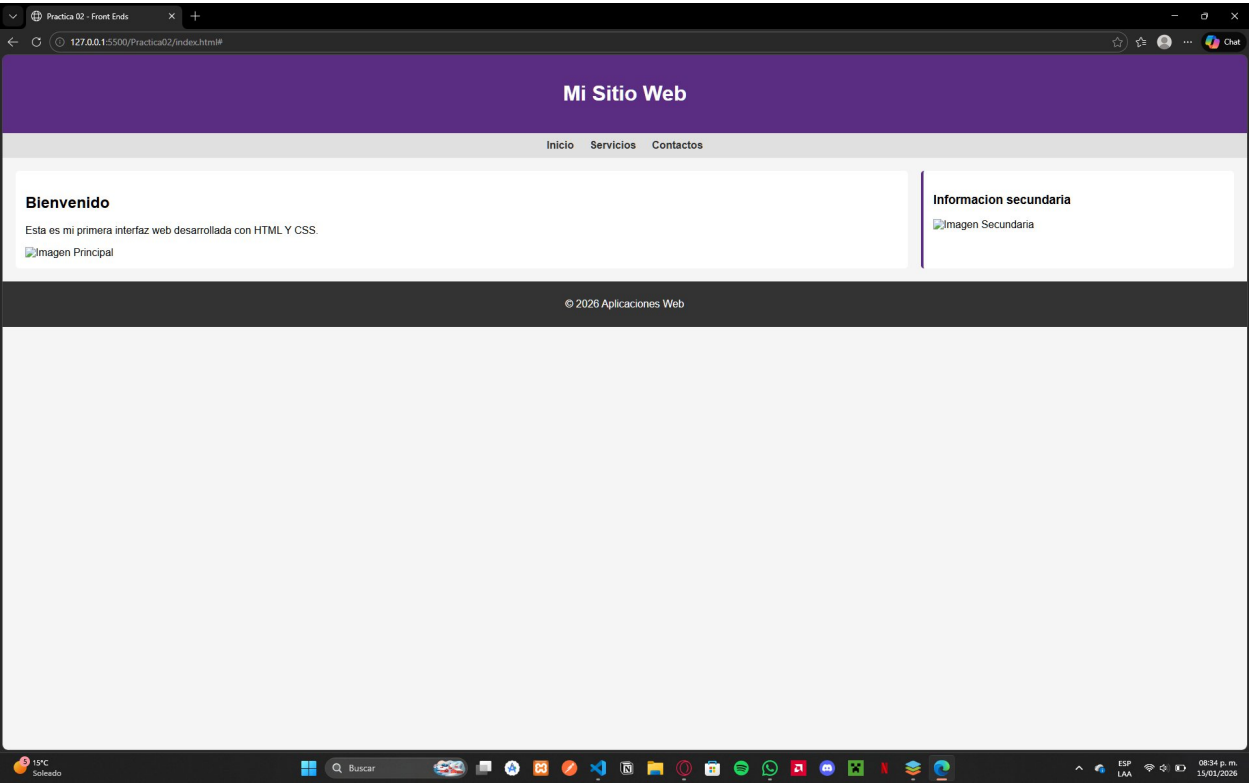 Practica 02 - Front Ends
127.0.0.1:5500/Practica02/index.html#
Chat
Mi Sitio Web
Inicio Servicios Contactos
Bienvenido
Esta es mi primera interfaz web desarrollada con HTML Y CSS.
Imagen Principal
Informacion secundaria
Imagen Secundaria
© 2026 Aplicaciones Web
5
15°C
Soleado
Buscar
ESP
LAA
08:34 p. m.
15/01/2026